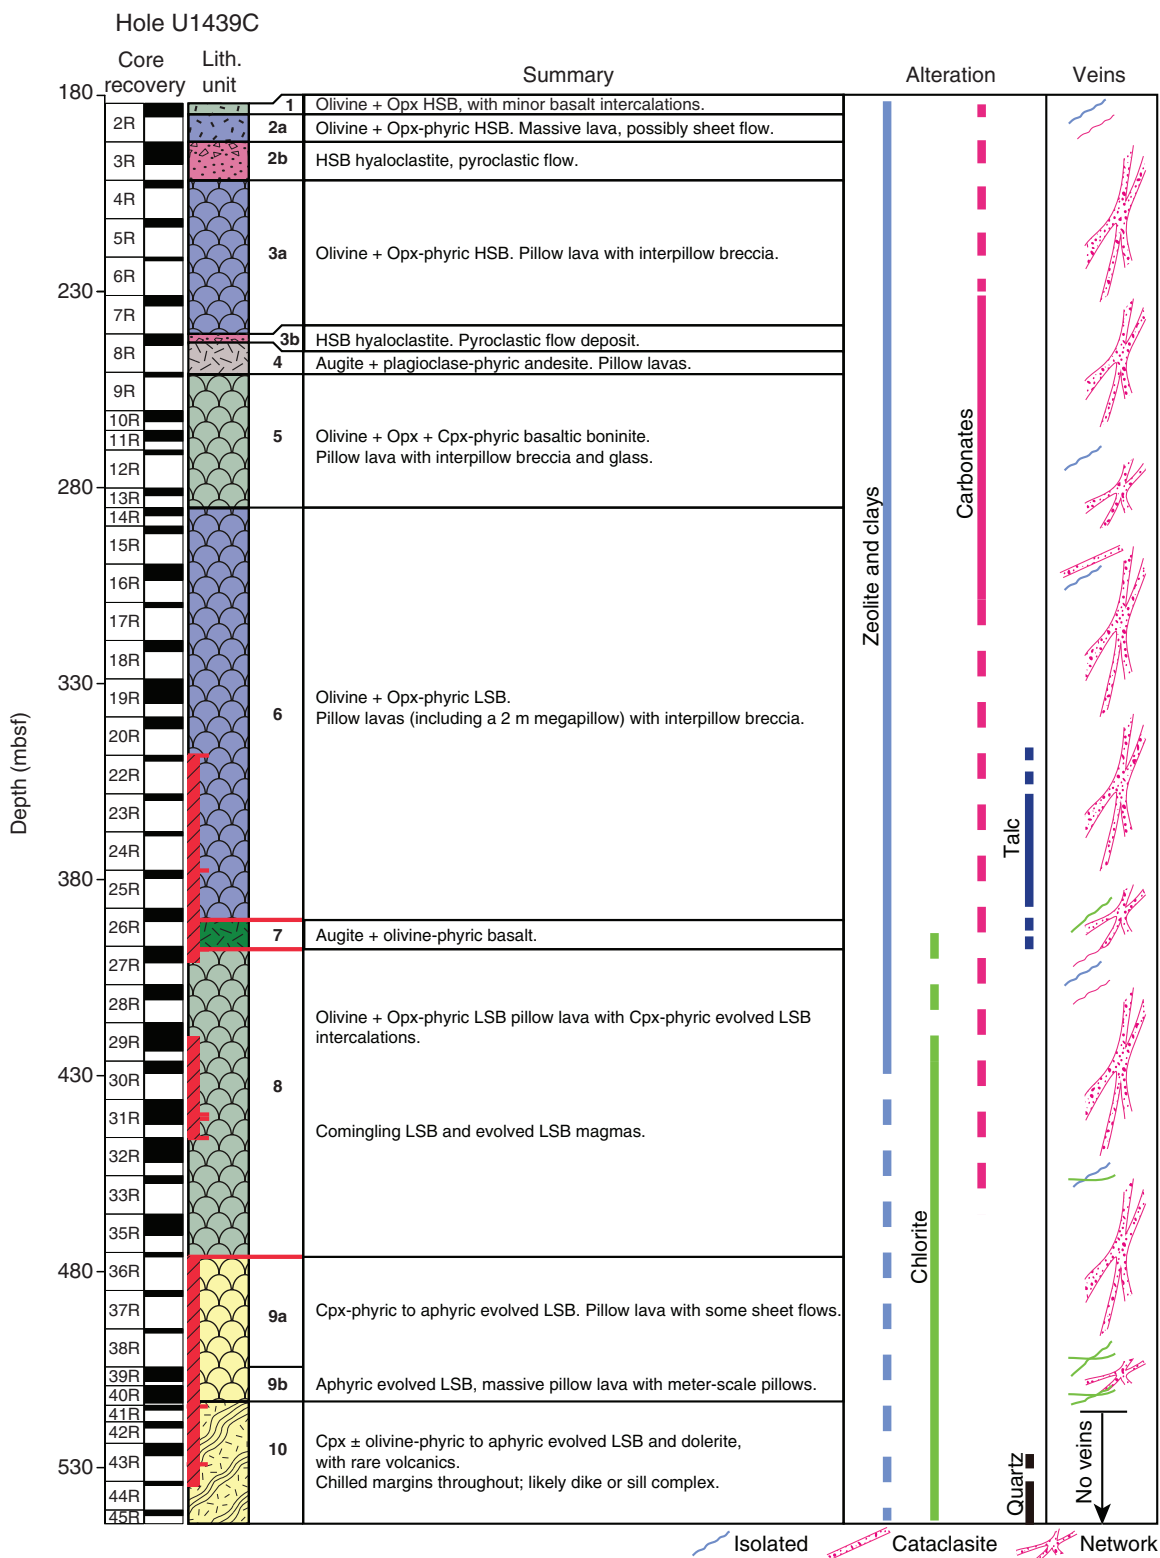 Hole U1439C
Core recovery
Lith. unit
Summary
Alteration
Veins
Depth (mbsf)
180
230
280
330
380
430
480
530
2R
3R
4R
5R
6R
7R
8R
9R
10R
11R
12R
13R
14R
15R
16R
17R
18R
19R
20R
22R
23R
24R
25R
26R
27R
28R
29R
30R
31R
32R
33R
35R
36R
37R
38R
39R
40R
41R
42R
43R
44R
45R
1 Olivine + Opx HSB, with minor basalt intercalations.
2a Olivine + Opx-phyric HSB. Massive lava, possibly sheet flow.
2b HSB hyaloclastite, pyroclastic flow.
3a Olivine + Opx-phyric HSB. Pillow lava with interpillow breccia.
3b HSB hyaloclastite. Pyroclastic flow deposit.
4 Augite + plagioclase-phyric andesite. Pillow lavas.
5 Olivine + Opx + Cpx-phyric basaltic boninite.
Pillow lava with interpillow breccia and glass.
6 Olivine + Opx-phyric LSB.
Pillow lavas (including a 2 m megapillow) with interpillow breccia.
7 Augite + olivine-phyric basalt.
8 Olivine + Opx-phyric LSB pillow lava with Cpx-phyric evolved LSB
intercalations.
Comingling LSB and evolved LSB magmas.
9a Cpx-phyric to aphyric evolved LSB. Pillow lava with some sheet flows.
9b Aphyric evolved LSB, massive pillow lava with meter-scale pillows.
10 Cpx ± olivine-phyric to aphyric evolved LSB and dolerite,
with rare volcanics.
Chilled margins throughout; likely dike or sill complex.
Zeolite and clays
Chlorite
Carbonates
Talc
Quartz
No veins
Isolated
Cataclasite
Network